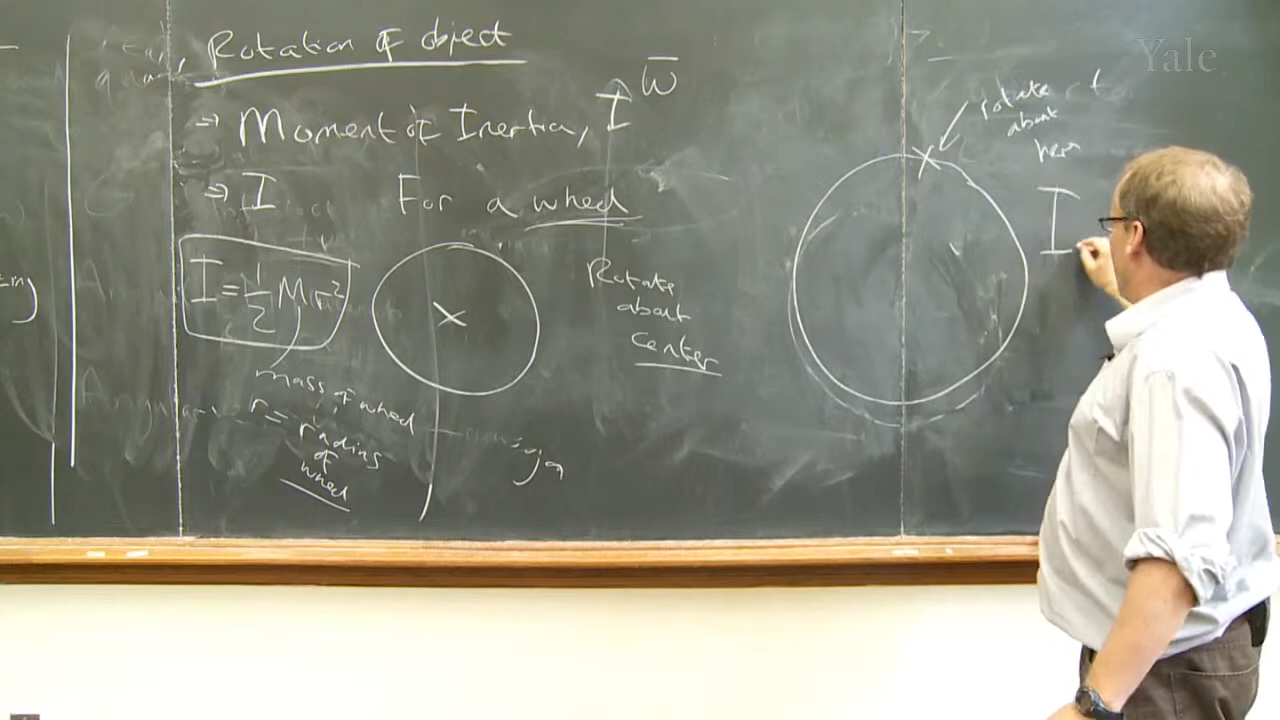 Rotation of object
⇒ Moment of Inertia, I
ω
⇒ I For a wheel
I = 1/2 M r²
mass of wheel
r = radius
of
wheel
Rotate
about
center
rotate
about
here
I
Yale